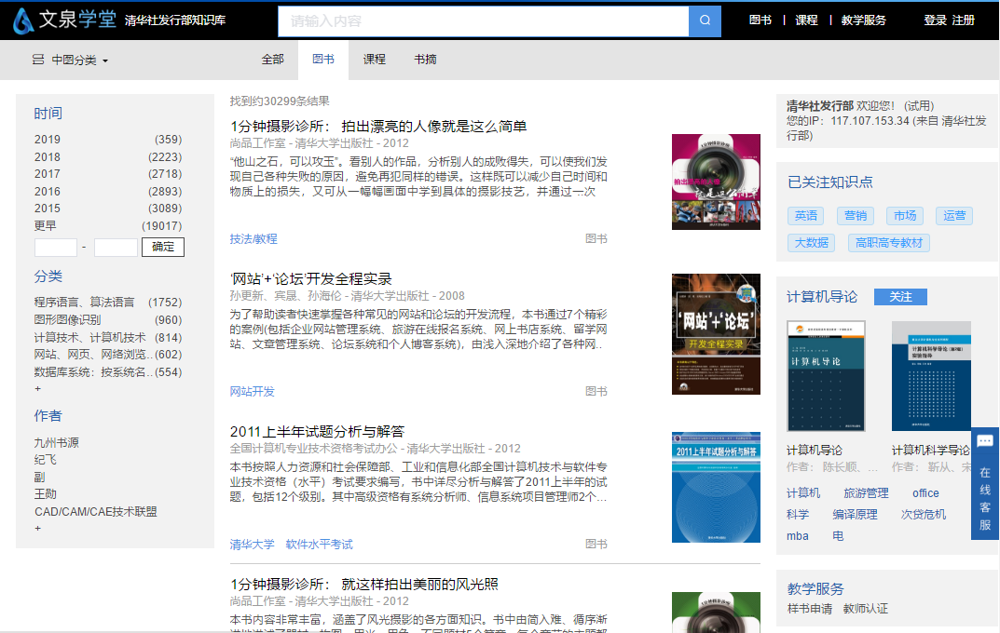 文泉学堂 清华社发行部知识库
请输入内容
图书 | 课程 | 教学服务 登录 注册
中图分类
全部 图书 课程 书摘
时间
2019 (359)
2018 (2223)
2017 (2718)
2016 (2893)
2015 (3089)
更早 (19017)
- 确定
分类
程序语言、算法语言 (1752)
图形图像识别 (960)
计算技术、计算机技术 (814)
网站、网页、网络浏览.. (602)
数据库系统：按系统名.. (554)
+
作者
九州书源
纪飞
副
王勋
CAD/CAM/CAE技术联盟
+
找到约30299条结果
1分钟摄影诊所： 拍出漂亮的人像就是这么简单
尚品工作室 - 清华大学出版社 - 2012
“他山之石，可以攻玉”。看别人的作品，分析别人的成败得失，可以使我们发
现自己各种失败的原因，避免再犯同样的错误。这样既可以减少自己时间和
物质上的损失，又可从一幅幅画面中学到具体的摄影技艺，并通过一次
技法/教程 图书
‘网站’+‘论坛’开发全程实录
孙更新、宾晟、孙海伦 - 清华大学出版社 - 2008
为了帮助读者快速掌握各种常见的网站和论坛的开发流程，本书通过7个精彩
的案例(包括企业网站管理系统、旅游在线报名系统、网上书店系统、留学网
站、文章管理系统、论坛系统和个人博客系统)，由浅入深地介绍了各种网..
网站开发 图书
‘网站’+‘论坛’
开发全程实录
2011上半年试题分析与解答
全国计算机专业技术资格考试办公 - 清华大学出版社 - 2012
本书按照人力资源和社会保障部、工业和信息化部全国计算机技术与软件专
业技术资格（水平）考试要求编写，书中详尽分析与解答了2011上半年的试
题，包括12个级别。其中高级资格有系统分析师、信息系统项目管理师2个...
清华大学 软件水平考试 图书
2011上半年试题分析与解答
1分钟摄影诊所： 就这样拍出美丽的风光照
尚品工作室 - 清华大学出版社 - 2012
本书内容非常丰富，涵盖了风光摄影的各方面知识。书中由简入难、循序渐
清华社发行部 欢迎您！ (试用)
您的IP：117.107.153.34 (来自 清华社发
行部)
已关注知识点
英语 营销 市场 运营
大数据 高职高专教材
计算机导论 关注
计算机导论
计算机科学导论
实验指导
计算机导论 计算机科学导论
作者： 陈长顺、... 作者： 靳从、宋
计算机 旅游管理 office
科学 编译原理 次贷危机
mba 电
在线客服
教学服务
样书申请 教师认证